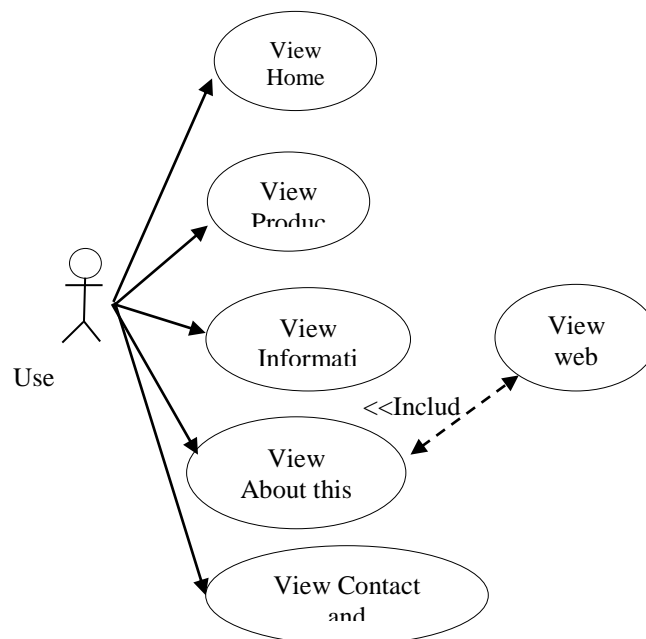 View
Home
View
Produc
View
Informati
View
web
Use
<<Includ
View
About this
View Contact
and